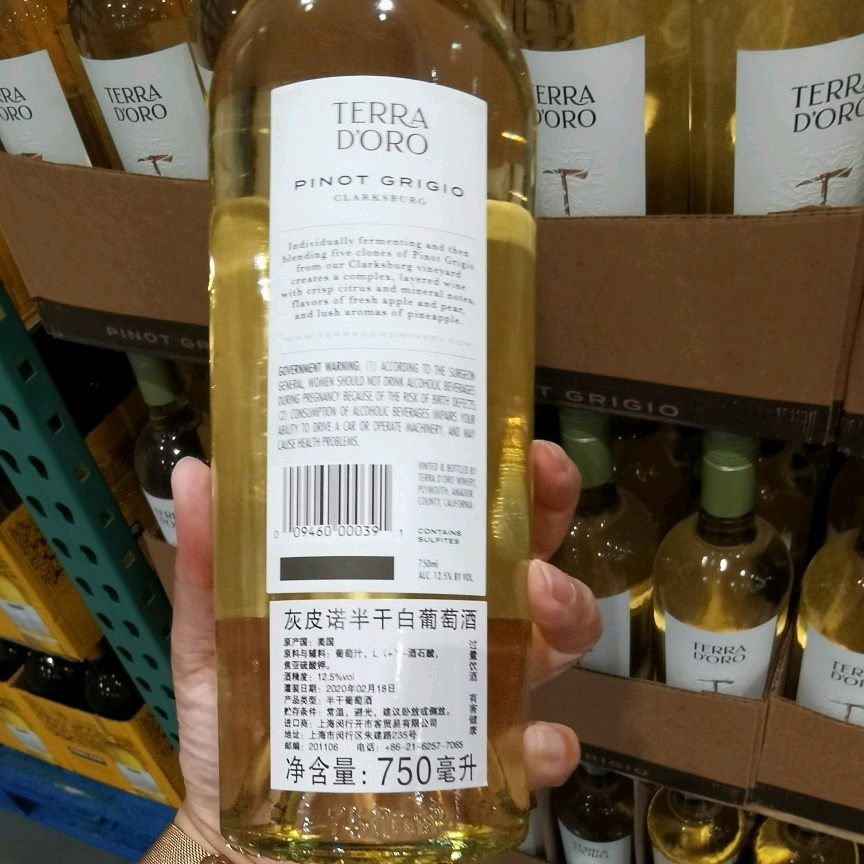 TERRA
D'ORO
PINOT GRIGIO
CLARKSBURG
Individually fermenting and then
blending five clones of Pinot Grigio
from our Clarksburg vineyard
creates a complex, layered wine
with crisp citrus and mineral notes,
flavors of fresh apple and pear,
and lush aromas of pineapple.
WWW.TERRADOROWINERY.COM
GOVERNMENT WARNING: (1) ACCORDING TO THE SURGEON
GENERAL, WOMEN SHOULD NOT DRINK ALCOHOLIC BEVERAGES
DURING PREGNANCY BECAUSE OF THE RISK OF BIRTH DEFECTS.
(2) CONSUMPTION OF ALCOHOLIC BEVERAGES IMPAIRS YOUR
ABILITY TO DRIVE A CAR OR OPERATE MACHINERY, AND MAY
CAUSE HEALTH PROBLEMS.
0 09460 00039 1
VINTED & BOTTLED BY
TERRA D'ORO WINERY
PLYMOUTH, AMADOR
COUNTY, CALIFORNIA
CONTAINS
SULFITES
750ml
ALC 12.5% BY VOL
灰皮诺半干白葡萄酒
原产国：美国
原料与辅料：葡萄汁，L（+）-酒石酸，
焦亚硫酸钾。
酒精度：12.5%vol
灌装日期：2020年02月18日
产品类型：半干葡萄酒
贮存条件：常温，避光，建议卧放或倒放。
进口商：上海闵行开市客贸易有限公司
地址：上海市闵行区朱建路235号
邮编：201106 电话：+86-21-6257-7065
过量饮酒 有害健康
净含量：750毫升
TERRA
D'ORO
TERRA
D'ORO
TERRA
D'ORO
PINOT GR
T GRIGIO
TERRA
D'ORO
TERRA
D'ORO